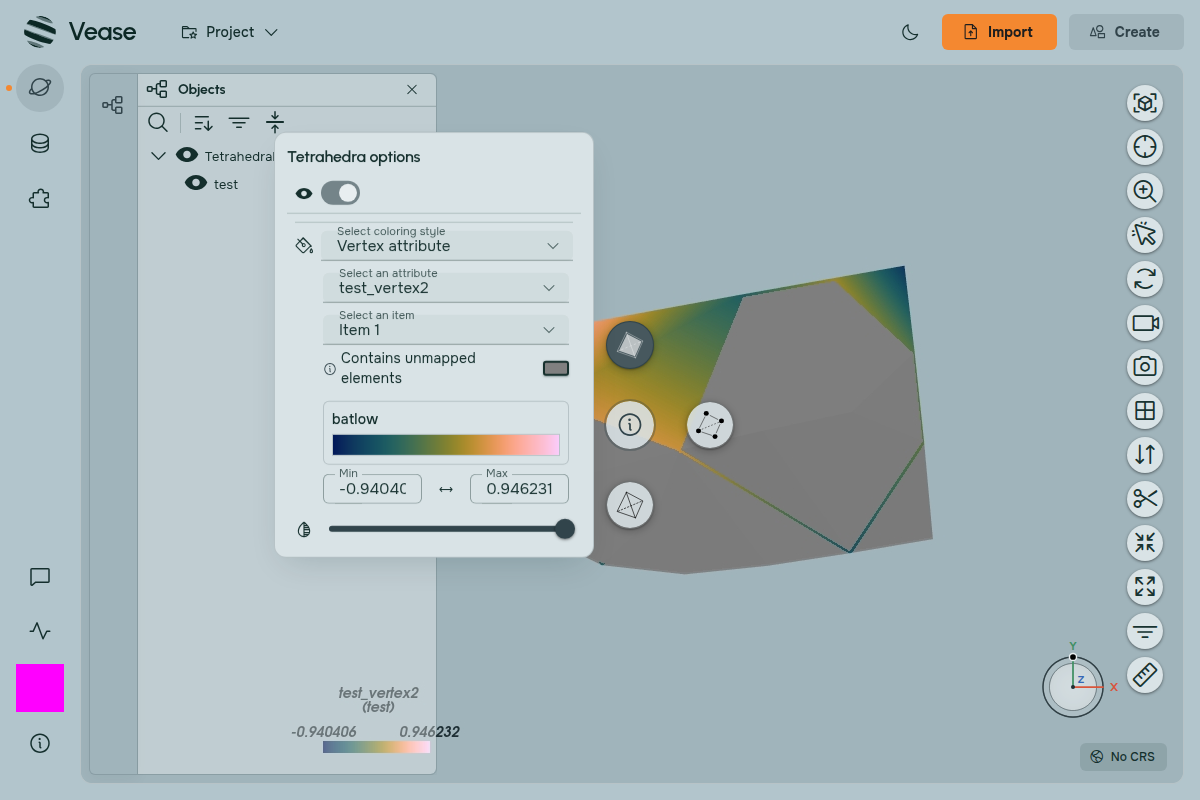 Vease
Project
Import
Create
Objects
Tetrahedral
test
Tetrahedra options
Select coloring style
Vertex attribute
Select an attribute
test_vertex2
Select an item
Item 1
Contains unmapped
elements
batlow
Min
-0.94040
Max
0.946231
test_vertex2
(test)
-0.940406
0.946232
Y
Z
X
No CRS